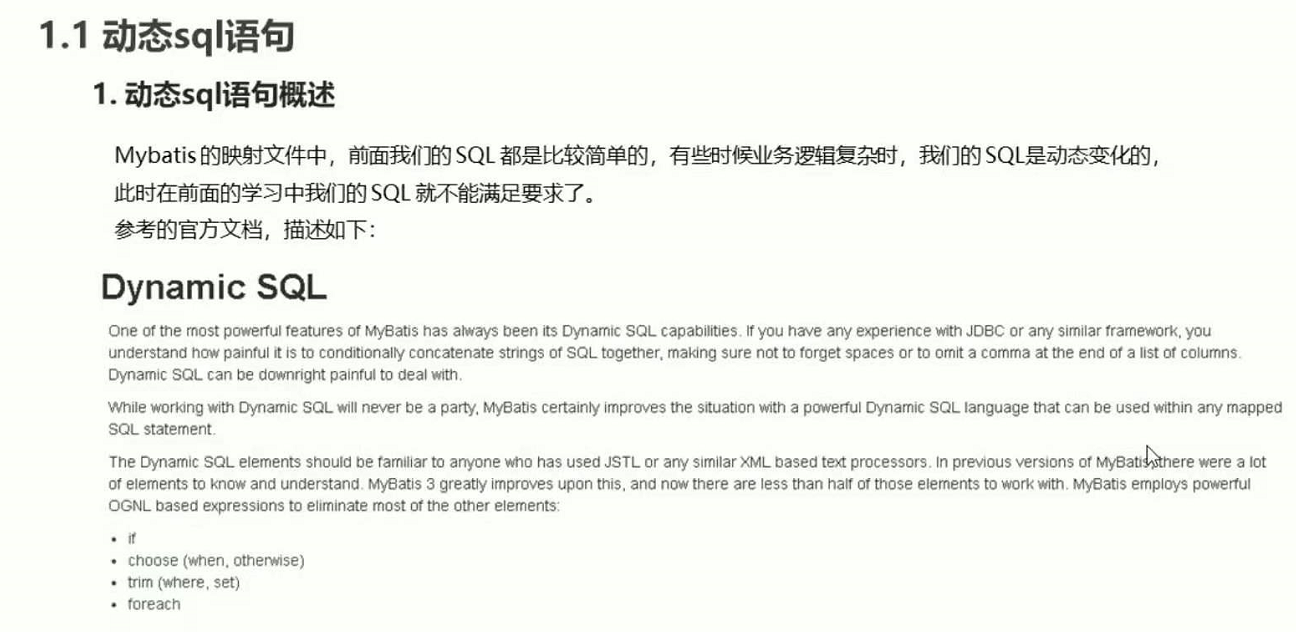 1.1 动态sql语句
1. 动态sql语句概述
Mybatis的映射文件中，前面我们的SQL都是比较简单的，有些时候业务逻辑复杂时，我们的SQL是动态变化的，
此时在前面的学习中我们的SQL就不能满足要求了。
参考的官方文档，描述如下：
Dynamic SQL
One of the most powerful features of MyBatis has always been its Dynamic SQL capabilities. If you have any experience with JDBC or any similar framework, you
understand how painful it is to conditionally concatenate strings of SQL together, making sure not to forget spaces or to omit a comma at the end of a list of columns.
Dynamic SQL can be downright painful to deal with.
While working with Dynamic SQL will never be a party, MyBatis certainly improves the situation with a powerful Dynamic SQL language that can be used within any mapped
SQL statement.
The Dynamic SQL elements should be familiar to anyone who has used JSTL or any similar XML based text processors. In previous versions of MyBatis, there were a lot
of elements to know and understand. MyBatis 3 greatly improves upon this, and now there are less than half of those elements to work with. MyBatis employs powerful
OGNL based expressions to eliminate most of the other elements:
• if
• choose (when, otherwise)
• trim (where, set)
• foreach